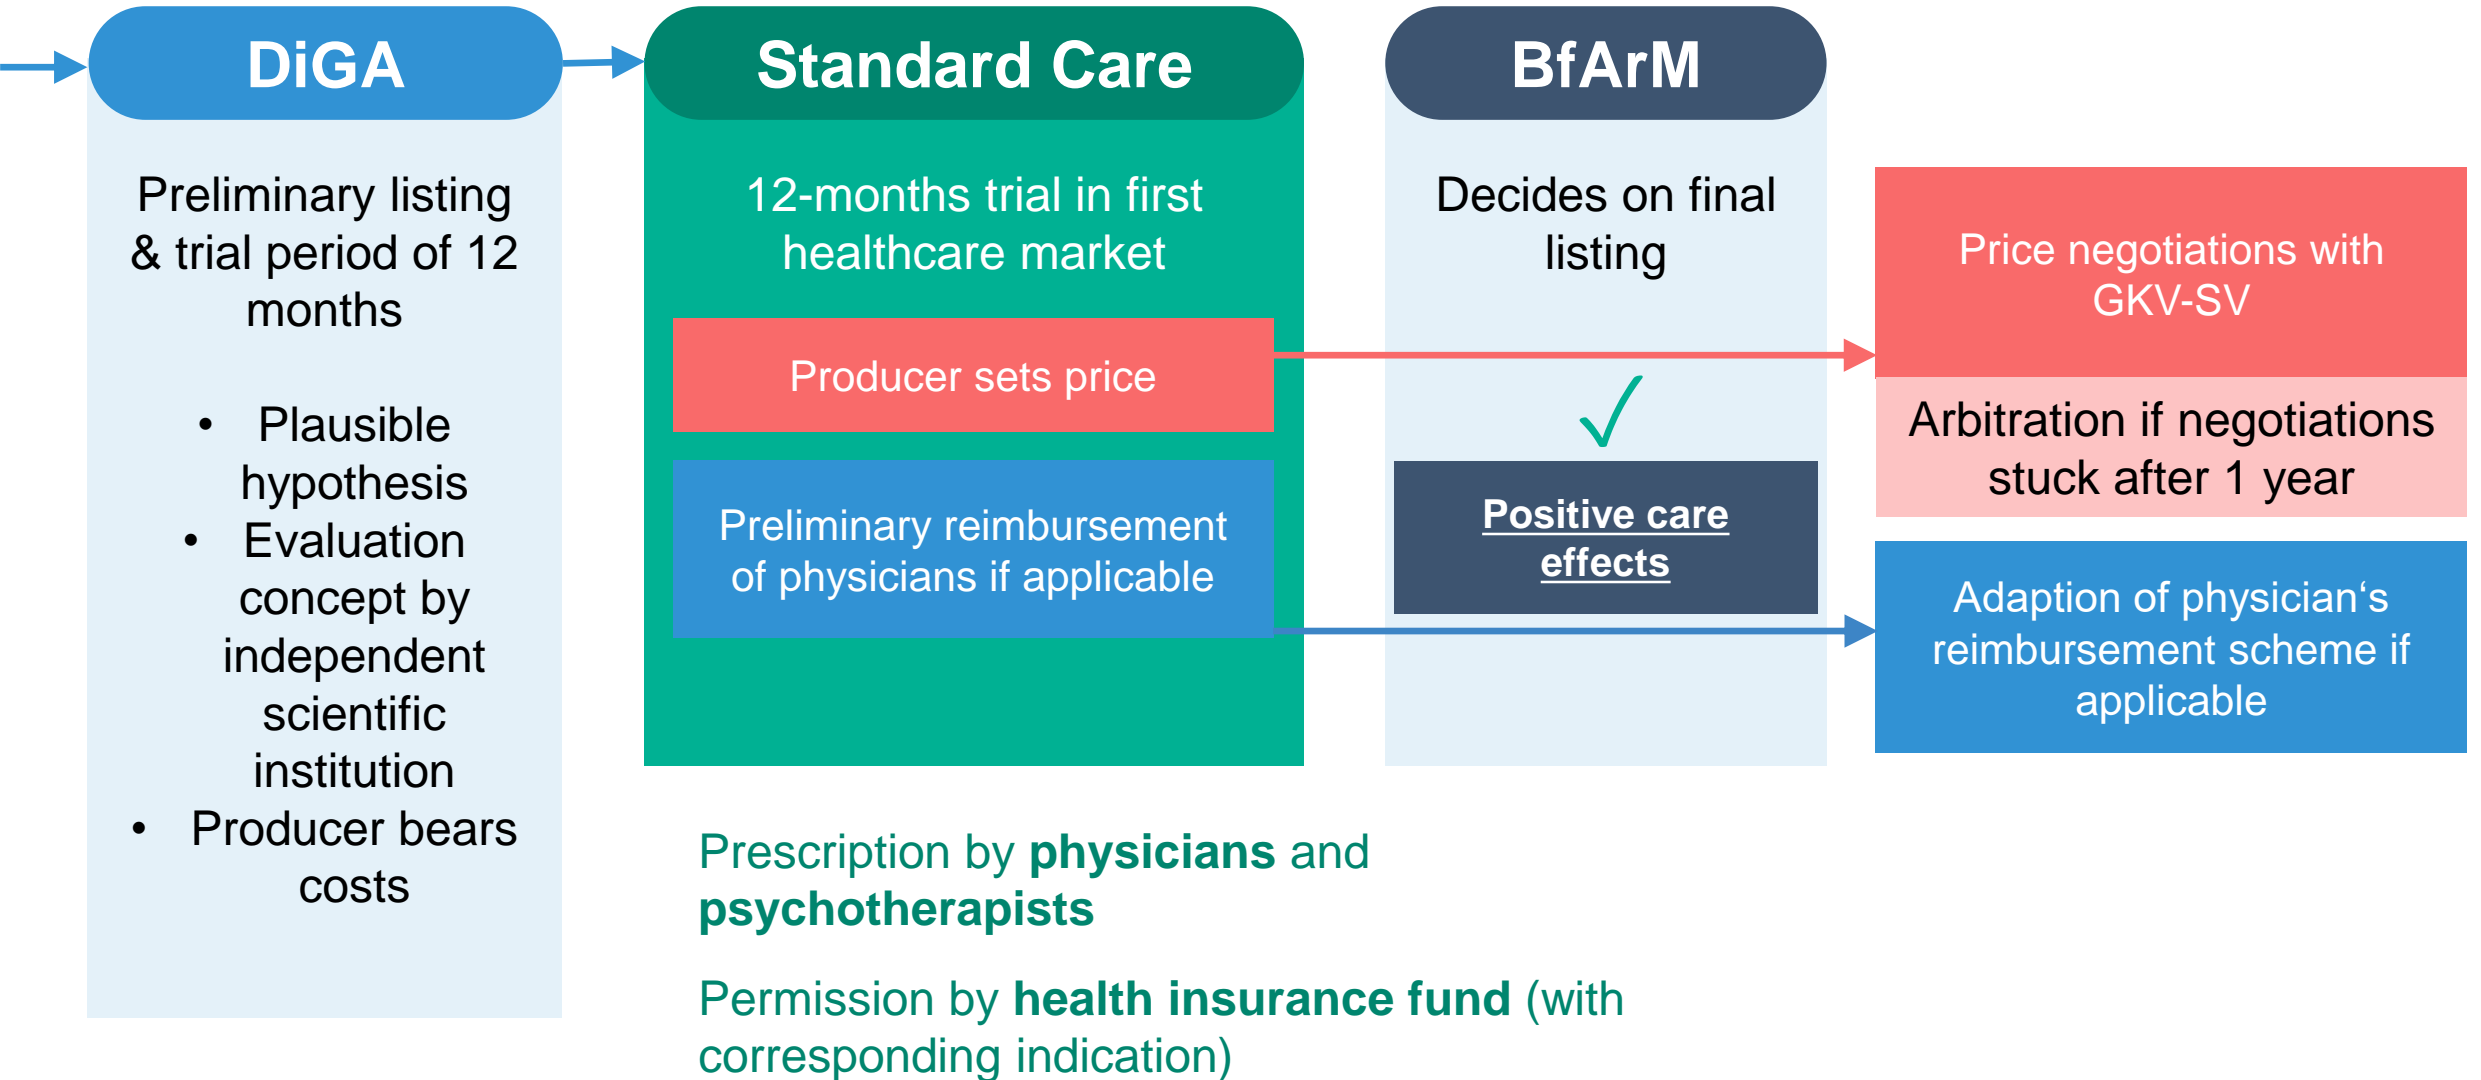 DiGA
Preliminary listing
& trial period of 12
months
• Plausible
hypothesis
• Evaluation
concept by
independent
scientific
institution
• Producer bears
costs
Standard Care
12-months trial in first
healthcare market
Producer sets price
Preliminary reimbursement
of physicians if applicable
Prescription by physicians and
psychotherapists
Permission by health insurance fund (with
corresponding indication)
BfArM
Decides on final
listing
✓
Positive care
effects
Price negotiations with
GKV-SV
Arbitration if negotiations
stuck after 1 year
Adaption of physician‘s
reimbursement scheme if
applicable